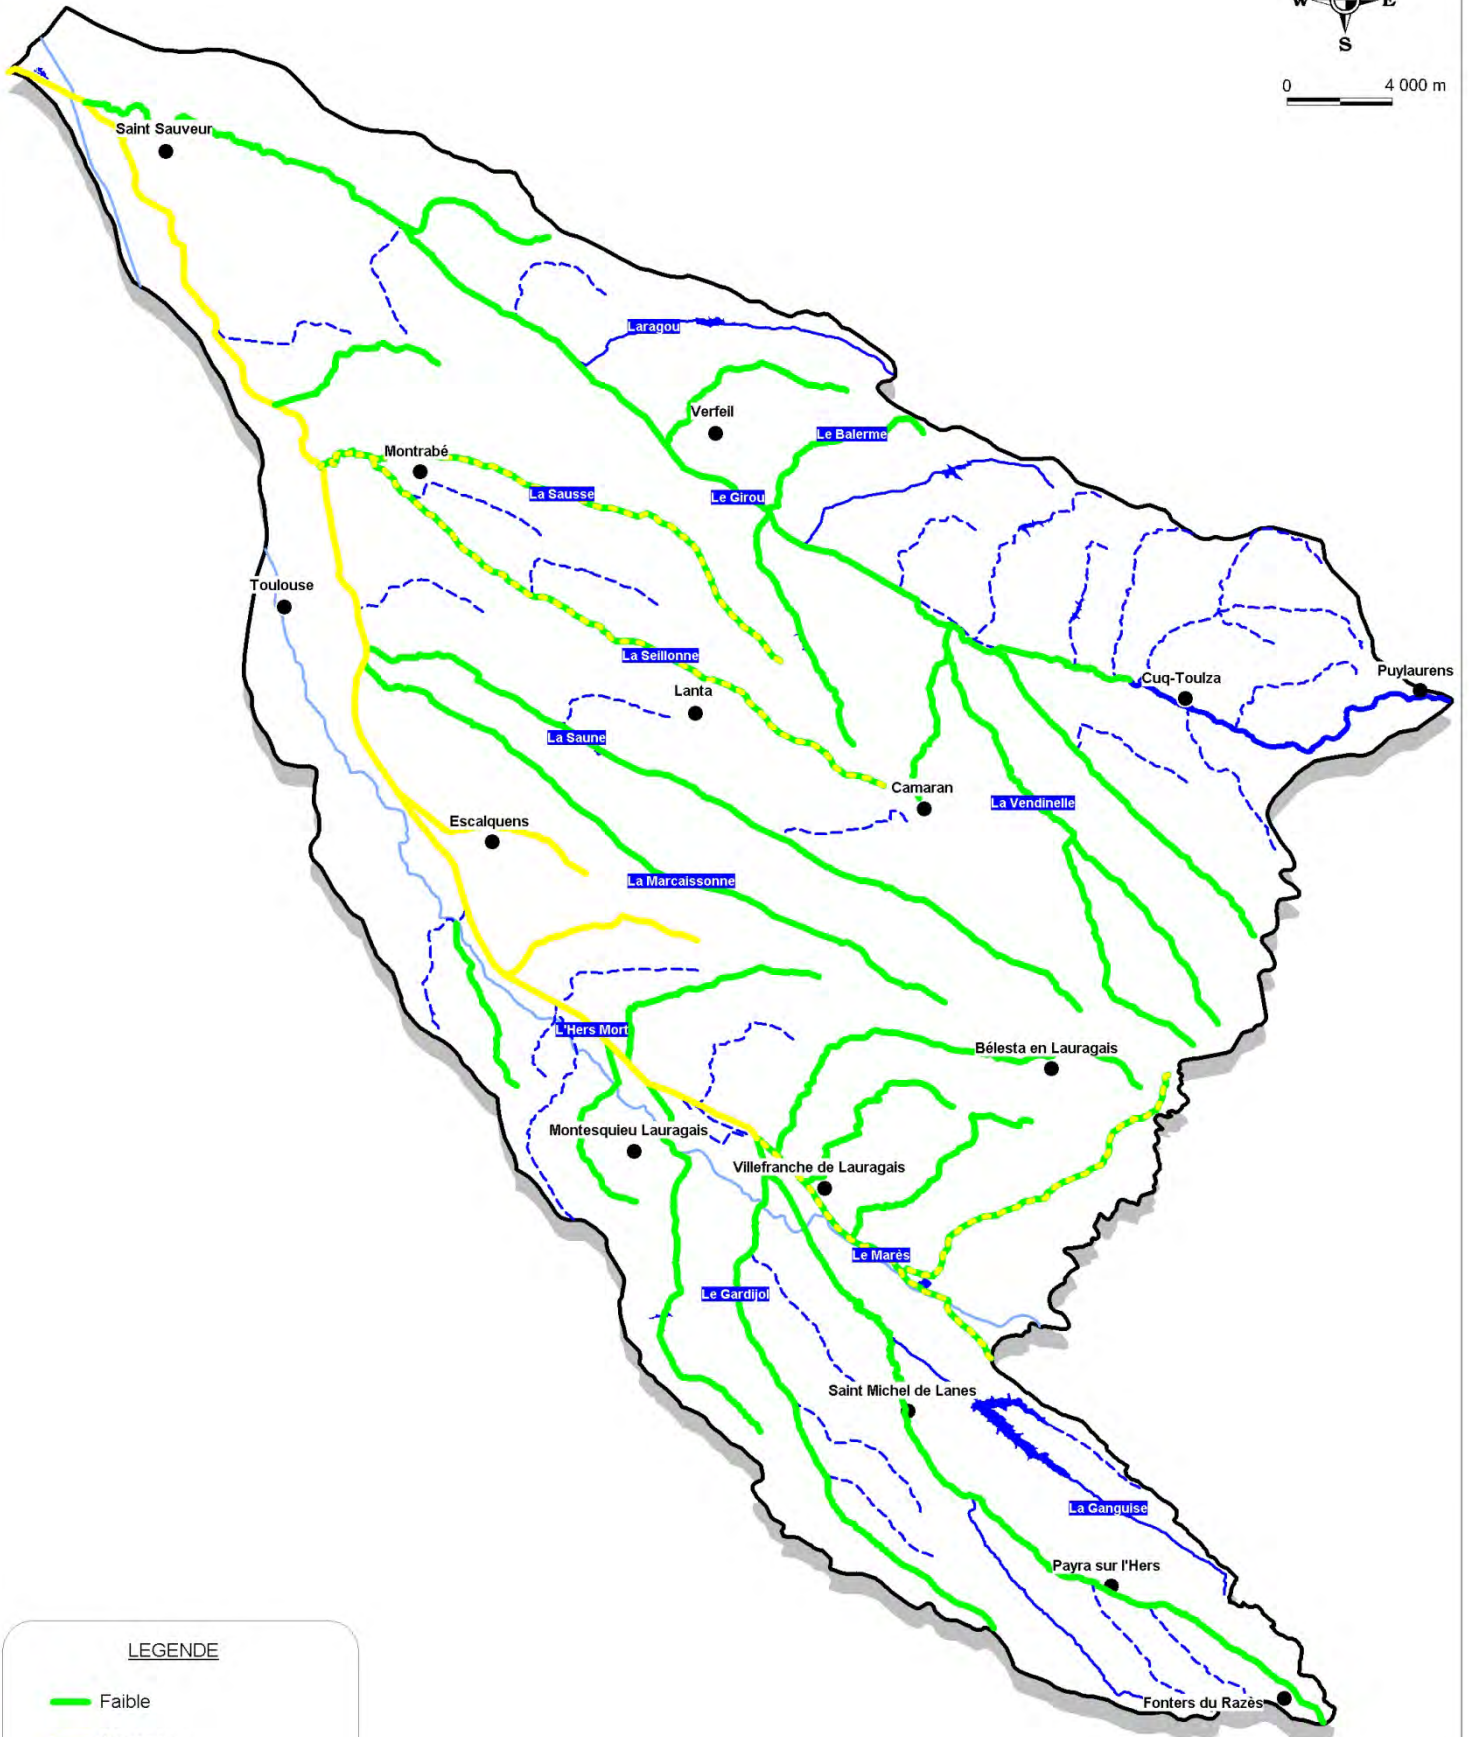 W E
S
0 4 000 m
Saint Sauveur
Laragou
Verfeil
Le Balerme
Montrabé
La Sausse
Le Girou
Toulouse
La Seillonne
Lanta
Cuq-Toulza
Puylaurens
La Saune
Camaran
La Vendinelle
Escalquens
La Marcaissonne
L'Hers Mort
Bélesta en Lauragais
Montesquieu Lauragais
Villefranche de Lauragais
Le Marès
Le Gardijol
Saint Michel de Lanes
La Ganguise
Payra sur l'Hers
Fonters du Razès
LEGENDE
Faible